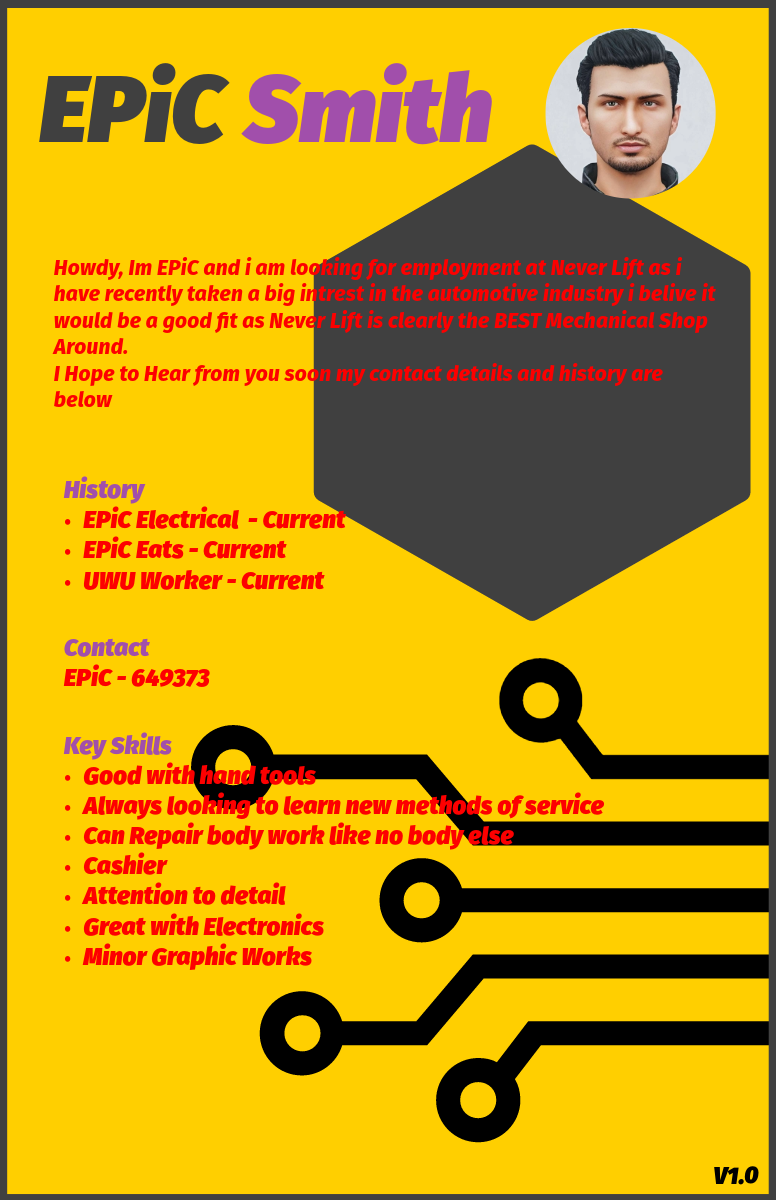 EPiC Smith
Howdy, Im EPiC and i am looking for employment at Never Lift as i
have recently taken a big intrest in the automotive industry i belive it
would be a good fit as Never Lift is clearly the BEST Mechanical Shop
Around.
I Hope to Hear from you soon my contact details and history are
below
History
• EPiC Electrical - Current
• EPiC Eats - Current
• UWU Worker - Current
Contact
EPiC - 649373
Key Skills
• Good with hand tools
• Always looking to learn new methods of service
• Can Repair body work like no body else
• Cashier
• Attention to detail
• Great with Electronics
• Minor Graphic Works
V1.0